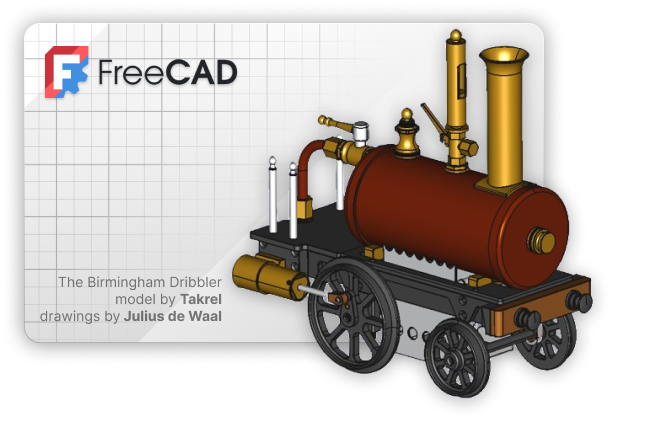 FreeCAD
The Birmingham Dribbler
model by Takrel
drawings by Julius de Waal